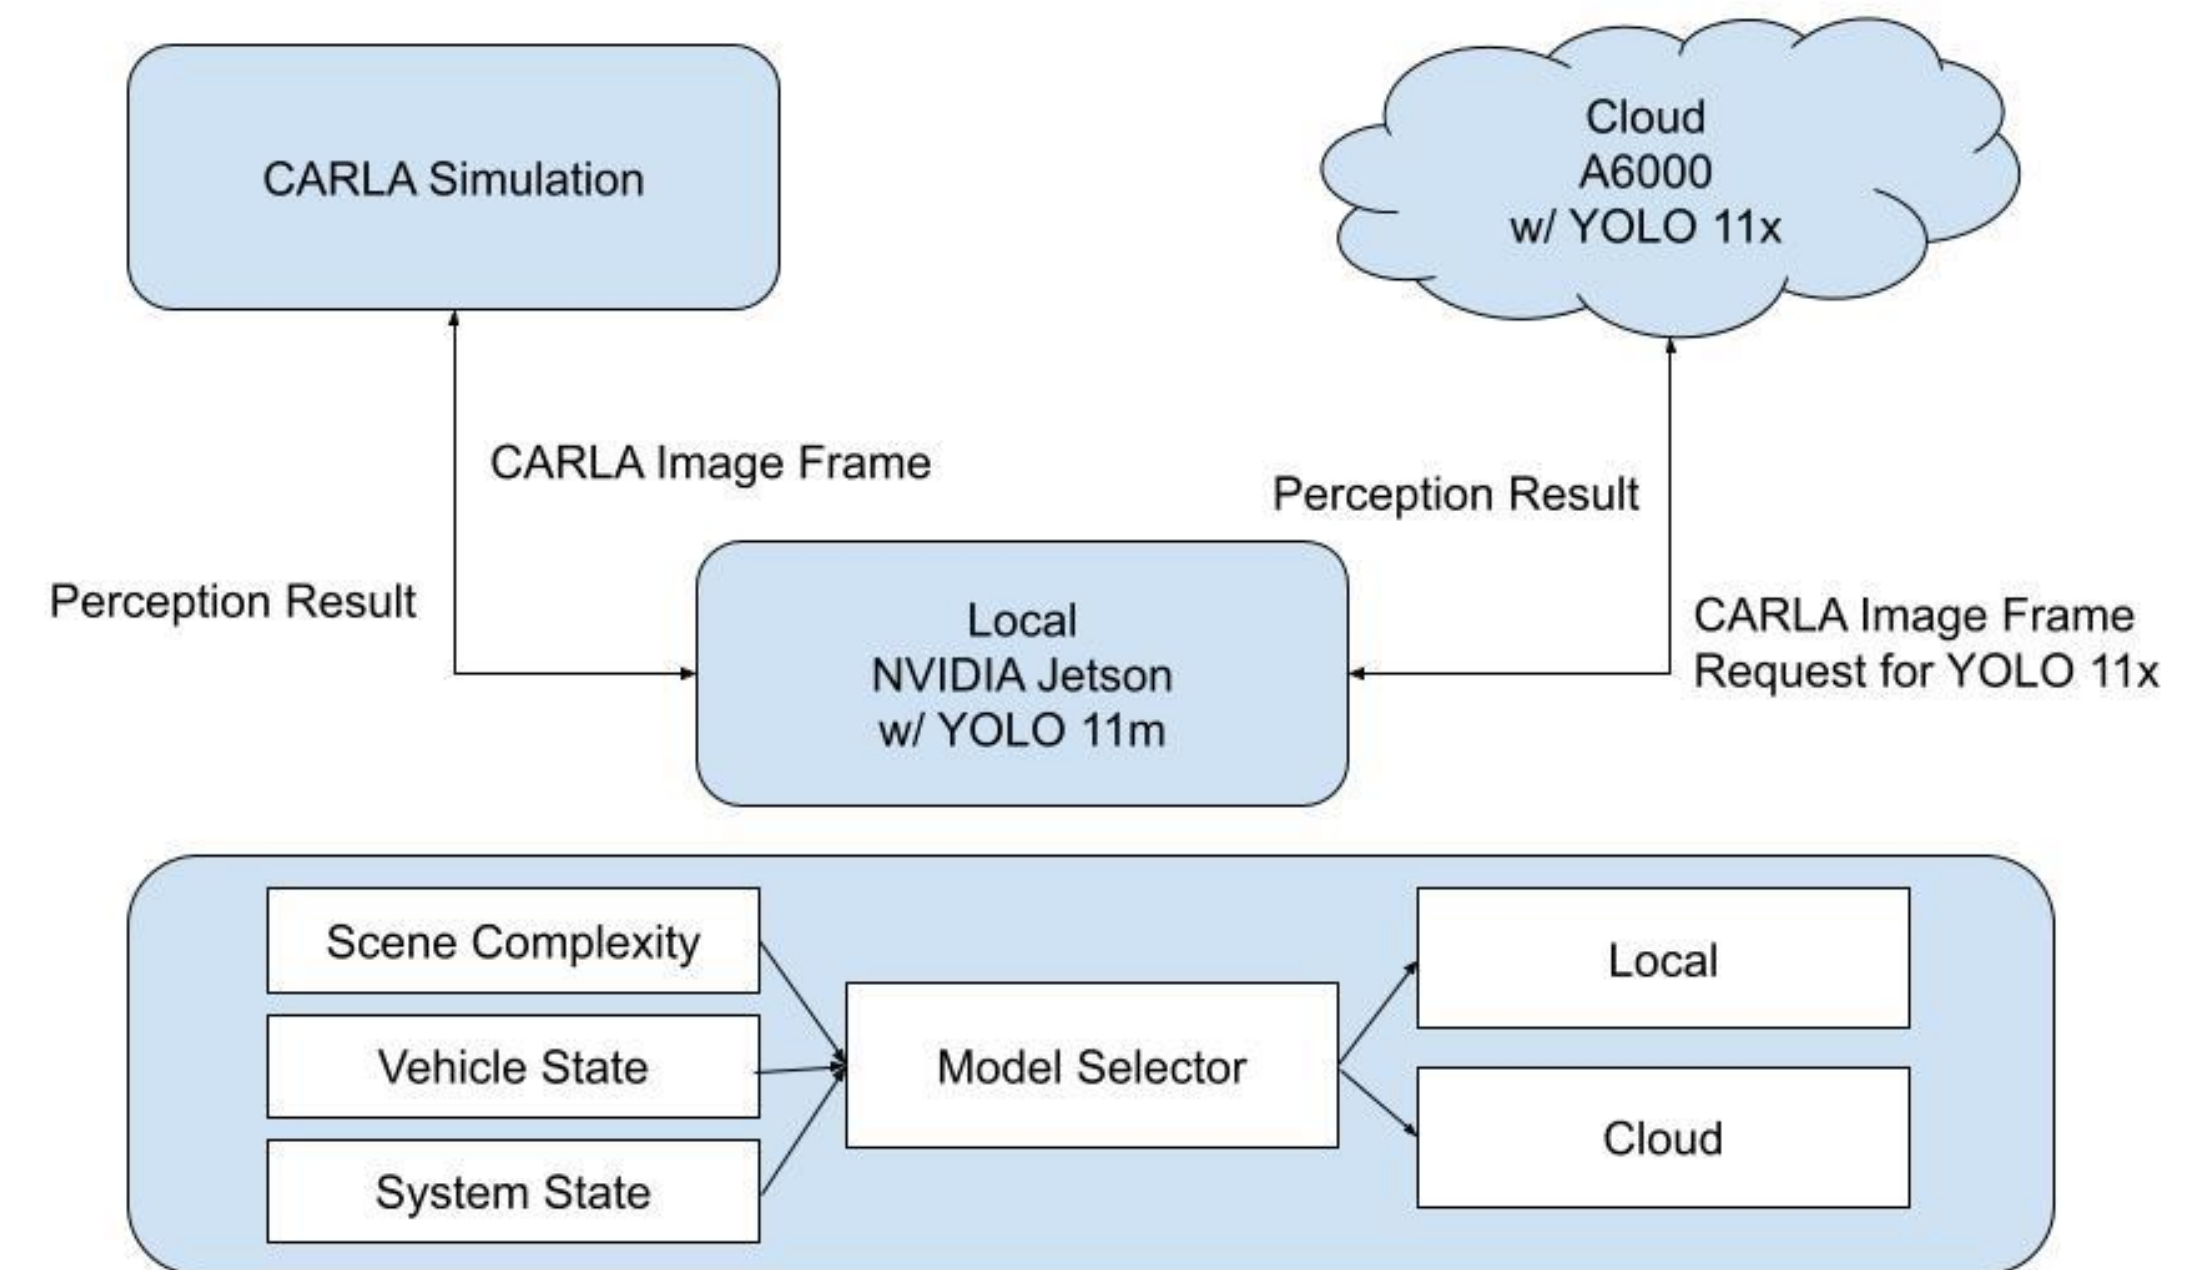 CARLA Simulation
Cloud
A6000
w/ YOLO 11x
CARLA Image Frame
Perception Result
Perception Result
Local
NVIDIA Jetson
w/ YOLO 11m
CARLA Image Frame
Request for YOLO 11x
Scene Complexity
Vehicle State
System State
Model Selector
Local
Cloud